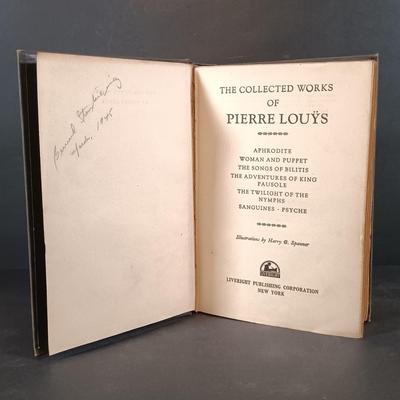 1945
THE COLLECTED WORKS
OF
PIERRE LOUŸS
APHRODITE
WOMAN AND PUPPET
THE SONGS OF BILITIS
THE ADVENTURES OF KING
PAUSOLE
THE TWILIGHT OF THE
NYMPHS
SANGUINES - PSYCHE
Illustrations by Harry G. Spanner
LIVERIGHT PUBLISHING CORPORATION
NEW YORK